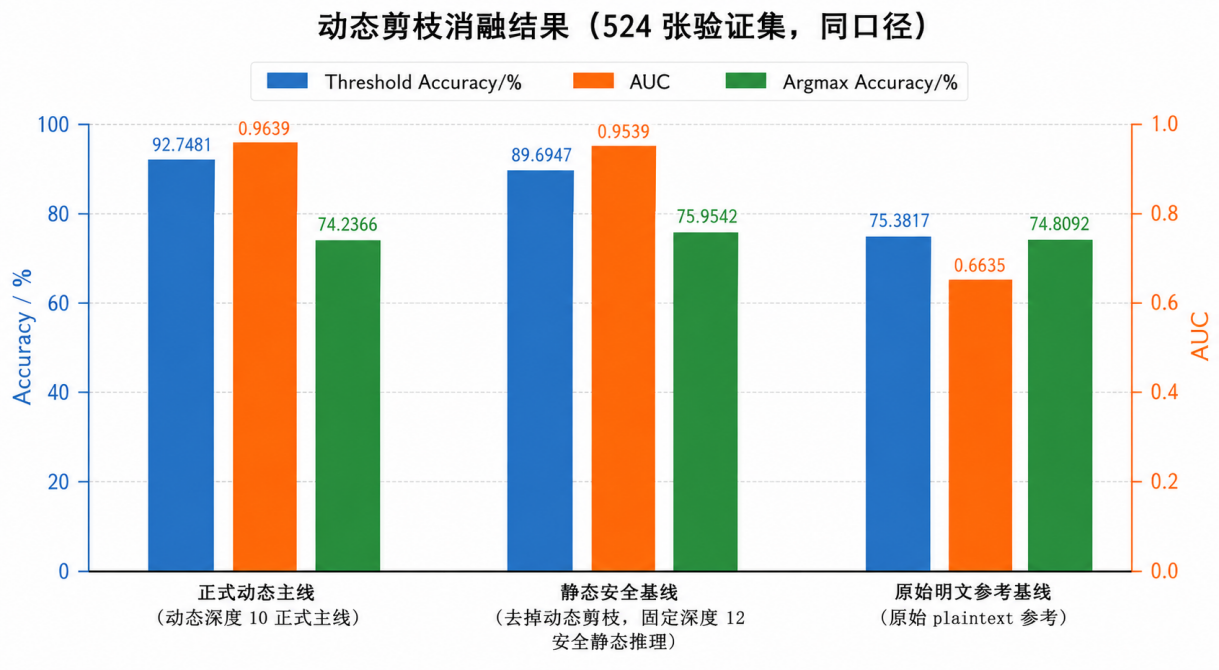 动态剪枝消融结果（524 张验证集，同口径）
Threshold Accuracy/%
AUC
Argmax Accuracy/%
100
80
60
40
20
0
Accuracy / %
92.7481
0.9639
74.2366
89.6947
0.9539
75.9542
75.3817
0.6635
74.8092
1.0
0.8
0.6
0.4
0.2
0.0
AUC
正式动态主线
（动态深度 10 正式主线）
静态安全基线
（去掉动态剪枝，固定深度 12
安全静态推理）
原始明文参考基线
（原始 plaintext 参考）